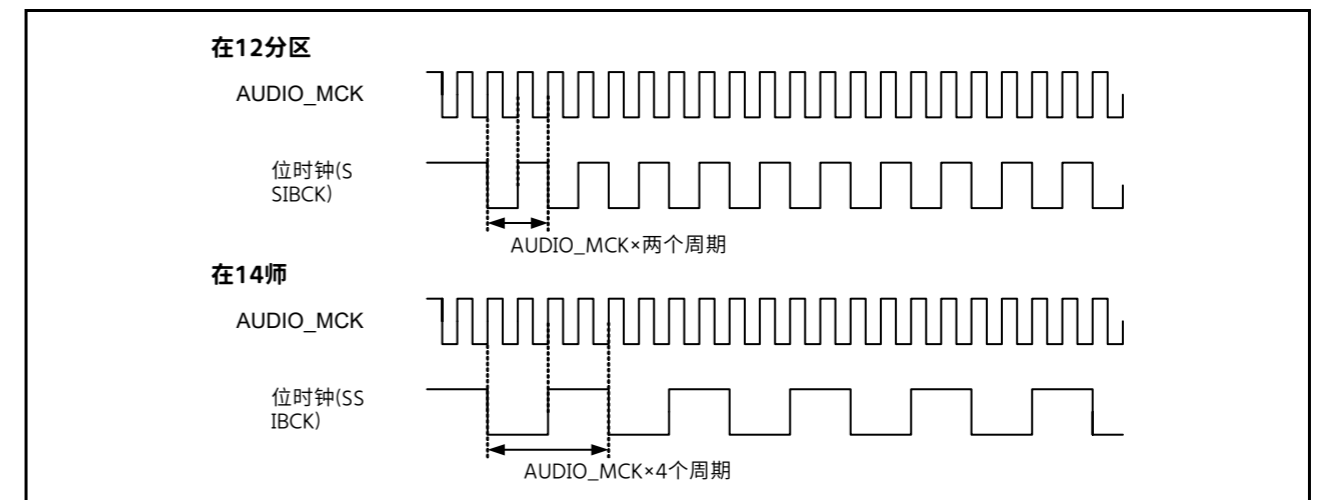 在12分区
AUDIO_MCK
位时钟(S
SIBCK)
AUDIO_MCK×两个周期
在14师
AUDIO_MCK
位时钟(SS
IBCK)
AUDIO_MCK×4个周期